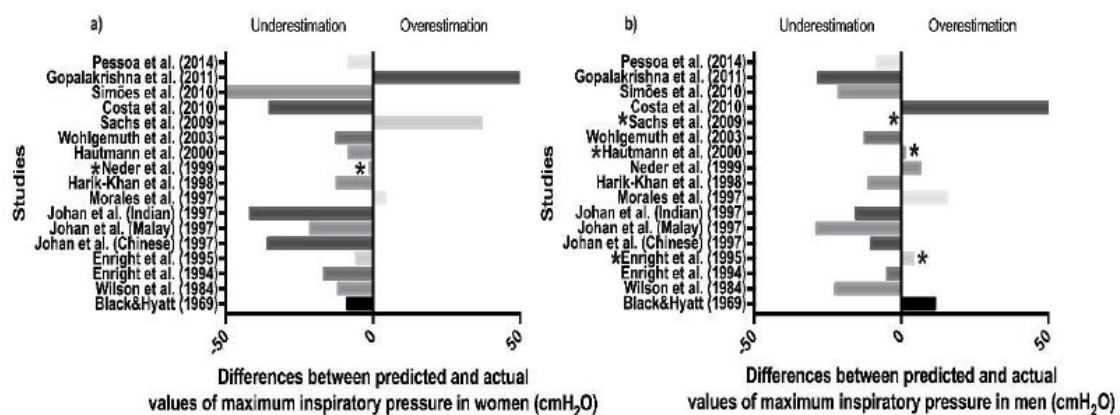 a)
Underestimation
Overestimation
Pessoa et al. (2014)
Gopalakrishna et al. (2011)
Simões et al. (2010)
Costa et al. (2010)
Sachs et al. (2009)
Wohlgemuth et al. (2003)
Hautmann et al. (2000)
*Neder et al. (1999) *
Harik-Khan et al. (1998)
Morales et al. (1997)
Johan et al. (Indian) (1997)
Johan et al. (Malay) (1997)
Johan et al. (Chinese) (1997)
Enright et al. (1995)
Enright et al. (1994)
Wilson et al. (1984)
Black&Hyatt (1969)
Studies
-50
0
50
Differences between predicted and actual
values of maximum inspiratory pressure in women (cmH₂O)
b)
Underestimation
Overestimation
Pessoa et al. (2014)
Gopalakrishna et al. (2011)
Simões et al. (2010)
Costa et al. (2010)
*Sachs et al. (2009) *
Wohlgemuth et al. (2003)
*Hautmann et al. (2000) *
Neder et al. (1999)
Harik-Khan et al. (1998)
Morales et al. (1997)
Johan et al. (Indian) (1997)
Johan et al. (Malay) (1997)
Johan et al. (Chinese) (1997)
*Enright et al. (1995) *
Enright et al. (1994)
Wilson et al. (1984)
Black&Hyatt (1969)
Studies
-50
0
50
Differences between predicted and actual
values of maximum inspiratory pressure in men (cmH₂O)